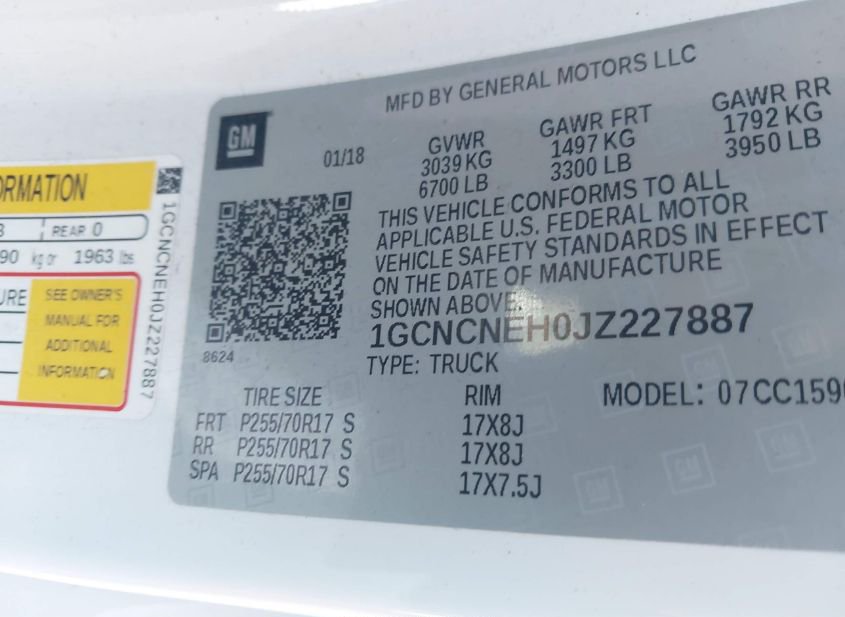 MFD BY GENERAL MOTORS LLC
GM
01/18
GVWR
3039 KG
6700 LB
GAWR FRT
1497 KG
3300 LB
GAWR RR
1792 KG
3950 LB
THIS VEHICLE CONFORMS TO ALL
APPLICABLE U.S. FEDERAL MOTOR
VEHICLE SAFETY STANDARDS IN EFFECT
ON THE DATE OF MANUFACTURE
SHOWN ABOVE.
1GCNCNEH0JZ227887
TYPE: TRUCK
8624
TIRE SIZE RIM MODEL: 07CC159
FRT P255/70R17 S 17X8J
RR P255/70R17 S 17X8J
SPA P255/70R17 S 17X7.5J
ORMATION
REAR 0
90 kg or 1963 lbs
URE
SEE OWNER'S
MANUAL FOR
ADDITIONAL
INFORMATION
1GCNCNEH0JZ227887